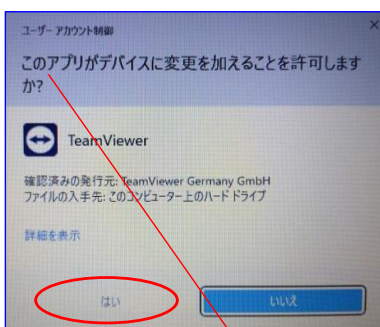 ユーザー アカウント制御
このアプリがデバイスに変更を加えることを許可します
か?
TeamViewer
確認済みの発行元: TeamViewer Germany GmbH
ファイルの入手先: このコンピューター上のハード ドライブ
詳細を表示
はい
いいえ